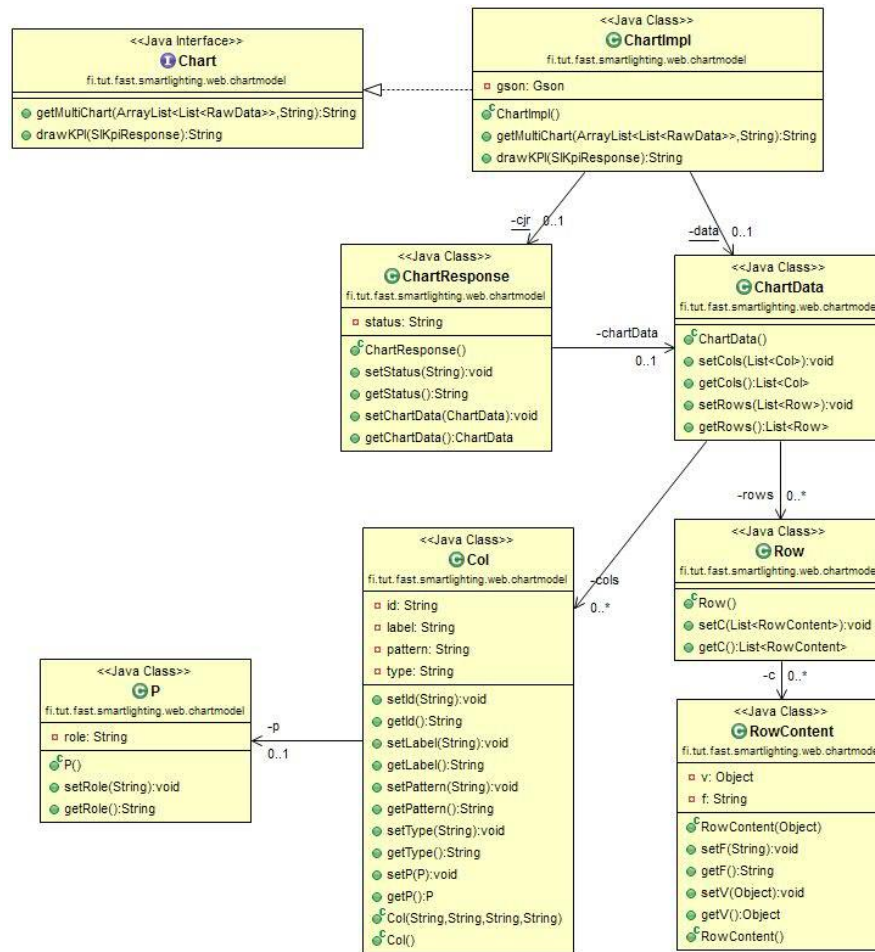 <<Java Interface>>
Chart
fi.tut.fast.smartlighting.web.chartmodel
getMultiChart(ArrayList<List<RawData>>,String):String
drawKPI(SlKpiResponse):String
<<Java Class>>
ChartImpl
fi.tut.fast.smartlighting.web.chartmodel
gson: Gson
ChartImpl()
getMultiChart(ArrayList<List<RawData>>,String):String
drawKPI(SlKpiResponse):String
-cjr 0..1
-data 0..1
<<Java Class>>
ChartResponse
fi.tut.fast.smartlighting.web.chartmodel
status: String
ChartResponse()
setStatus(String):void
getStatus():String
setChartData(ChartData):void
getChartData():ChartData
-chartData
0..1
<<Java Class>>
ChartData
fi.tut.fast.smartlighting.web.chartmodel
ChartData()
setCols(List<Col>):void
getCols():List<Col>
setRows(List<Row>):void
getRows():List<Row>
-rows 0..*
-cols
0..*
<<Java Class>>
Row
fi.tut.fast.smartlighting.web.chartmodel
Row()
setC(List<RowContent>):void
getC():List<RowContent>
-c 0..*
<<Java Class>>
RowContent
fi.tut.fast.smartlighting.web.chartmodel
v: Object
f: String
RowContent(Object)
setF(String):void
getF():String
setV(Object):void
getV():Object
RowContent()
<<Java Class>>
Col
fi.tut.fast.smartlighting.web.chartmodel
id: String
label: String
pattern: String
type: String
setId(String):void
getId():String
setLabel(String):void
getLabel():String
setPattern(String):void
getPattern():String
setType(String):void
getType():String
setP(P):void
getP():P
Col(String,String,String,String)
Col()
-p
0..1
<<Java Class>>
P
fi.tut.fast.smartlighting.web.chartmodel
role: String
P()
setRole(String):void
getRole():String